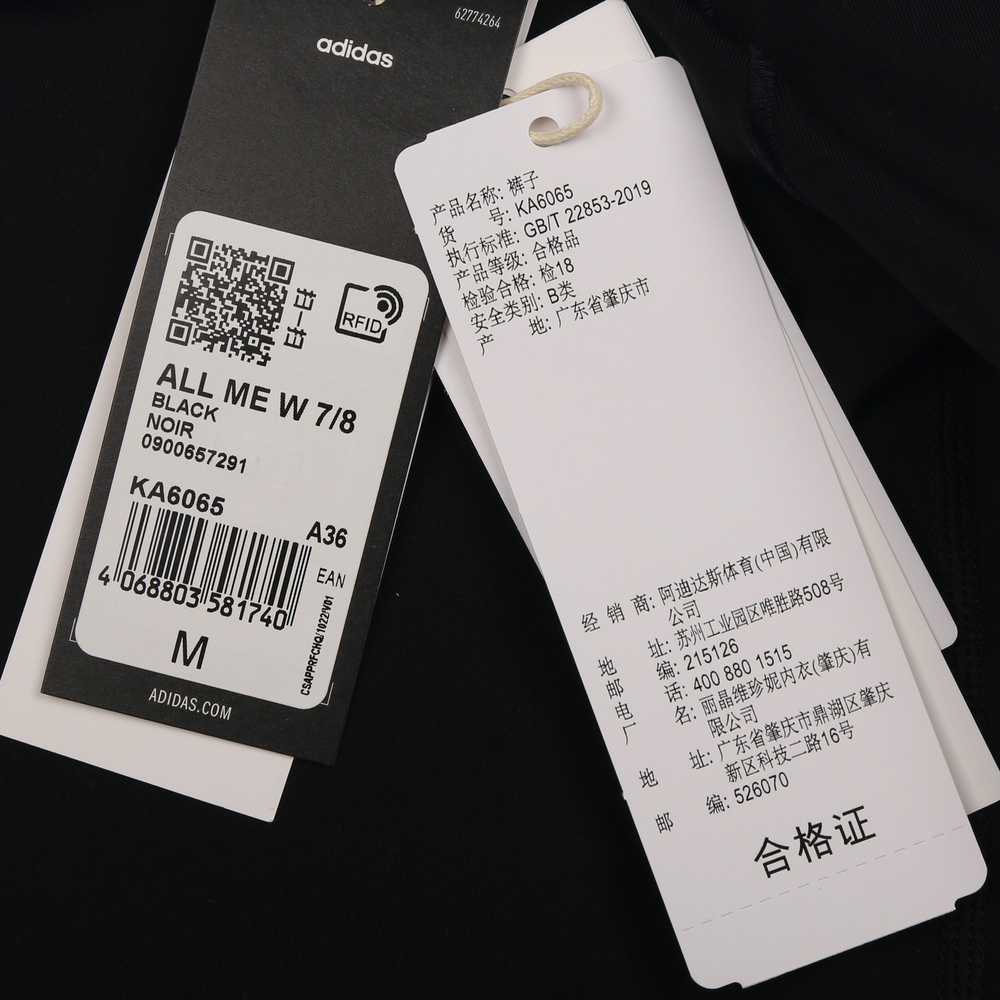 62774264
adidas
RFID
ALL ME W 7/8
BLACK
NOIR
0900657291
KA6065
A36
EAN
4 068803 581740
M
CSAPPRFCHQ/1022/V01
ADIDAS.COM
产品名称: 裤子
货 号: KA6065
执行标准: GB/T 22853-2019
产品等级: 合格品
检验合格: 检18
安全类别: B类
产 地: 广东省肇庆市
经 销 商: 阿迪达斯体育(中国)有限
公司
地 址: 苏州工业园区唯胜路508号
邮 编: 215126
电 话: 400 880 1515
厂 名: 丽晶维珍妮内衣(肇庆)有
限公司
地 址: 广东省肇庆市鼎湖区肇庆
新区科技二路16号
邮 编: 526070
合格证